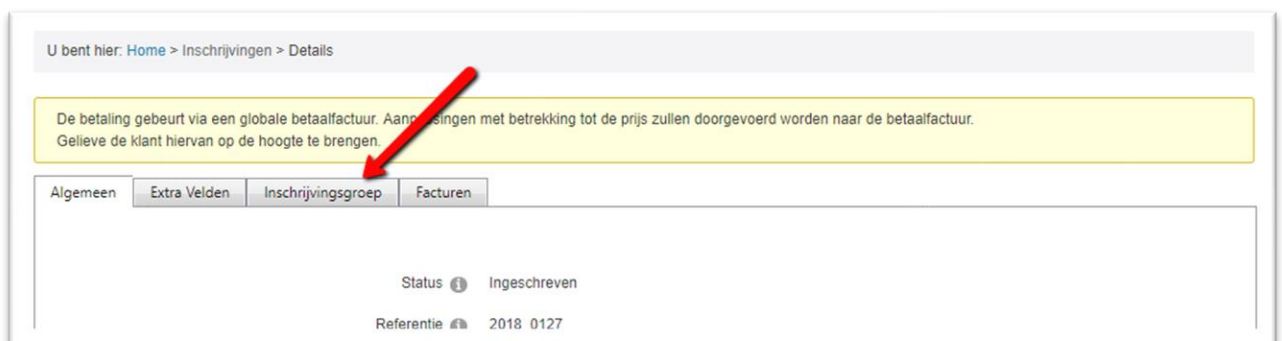 U bent hier: Home > Inschrijvingen > Details
De betaling gebeurt via een globale betaalfactuur. Aanpassingen met betrekking tot de prijs zullen doorgevoerd worden naar de betaalfactuur.
Gelieve de klant hiervan op de hoogte te brengen.
Algemeen Extra Velden Inschrijvingsgroep Facturen
Status Ingeschreven
Referentie 2018_0127